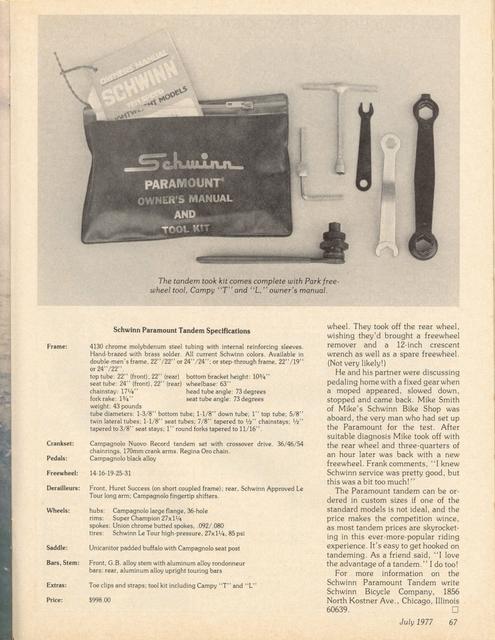 OWNER'S MANUAL
SCHWINN
LIGHTWEIGHT MODELS
Schwinn
PARAMOUNT®
OWNER'S MANUAL
AND
TOOL KIT
The tandem took kit comes complete with Park free-
wheel tool, Campy "T" and "L," owner's manual.
Schwinn Paramount Tandem Specifications
Frame: 4130 chrome molybdenum steel tubing with internal reinforcing sleeves.
Hand-brazed with brass solder. All current Schwinn colors. Available in
double-men's frame, 22"/22" or 24"/24"; or step-through frame, 22"/19"
or 24"/22".
top tube: 22" (front), 22" (rear) bottom bracket height: 10¾"
seat tube: 24" (front), 22" (rear) wheelbase: 63"
chainstay: 17¼" head tube angle: 73 degrees
fork rake: 1¾" seat tube angle: 73 degrees
weight: 43 pounds
tube diameters: 1-3/8" bottom tube; 1-1/8" down tube; 1" top tube; 5/8"
twin lateral tubes; 1-1/8" seat tubes; 7/8" tapered to ½" chainstays; ½"
tapered to 3/8" seat stays; 1" round forks tapered to 11/16".
Crankset: Campagnolo Nuovo Record tandem set with crossover drive. 36/46/54
chainrings, 170mm crank arms. Regina Oro chain.
Pedals: Campagnolo black alloy
Freewheel: 14-16-19-25-31
Derailleurs: Front, Huret Success (on short coupled frame); rear, Schwinn Approved Le
Tour long arm; Campagnolo fingertip shifters.
Wheels: hubs: Campagnolo large flange, 36-hole
rims: Super Champion 27x1¼
spokes: Union chrome butted spokes, .092/.080
tires: Schwinn Le Tour high-pressure, 27x1¼, 85 psi
Saddle: Unicanitor padded buffalo with Campagnolo seat post
Bars, Stem: Front, G.B. alloy stem with aluminum alloy rondonneur
bars: rear, aluminum alloy upright touring bars
Extras: Toe clips and straps; tool kit including Campy "T" and "L"
Price: $998.00
wheel. They took off the rear wheel,
wishing they'd brought a freewheel
remover and a 12-inch crescent
wrench as well as a spare freewheel.
(Not very likely!)
He and his partner were discussing
pedaling home with a fixed gear when
a moped appeared, slowed down,
stopped and came back. Mike Smith
of Mike's Schwinn Bike Shop was
aboard, the very man who had set up
the Paramount for the test. After
suitable diagnosis Mike took off with
the rear wheel and three-quarters of
an hour later was back with a new
freewheel. Frank comments, "I knew
Schwinn service was pretty good, but
this was a bit too much!"
The Paramount tandem can be or-
dered in custom sizes if one of the
standard models is not ideal, and the
price makes the competition wince,
as most tandem prices are skyrocket-
ing in this ever-more-popular riding
experience. It's easy to get hooked on
tandeming. As a friend said, "I love
the advantage of a tandem." I do too!
For more information on the
Schwinn Paramount Tandem write
Schwinn Bicycle Company, 1856
North Kostner Ave., Chicago, Illinois
60639. □
July 1977 67